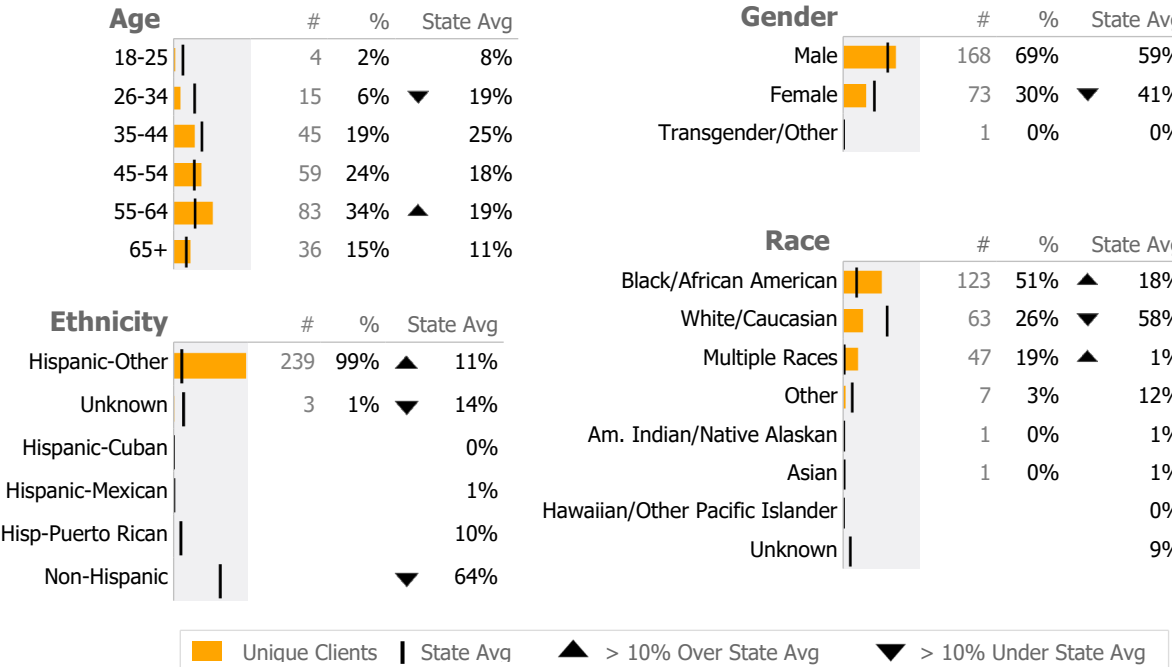 Age # % State Avg
18-25 4 2% 8%
26-34 15 6% ▼ 19%
35-44 45 19% 25%
45-54 59 24% 18%
55-64 83 34% ▲ 19%
65+ 36 15% 11%
Ethnicity # % State Avg
Hispanic-Other 239 99% ▲ 11%
Unknown 3 1% ▼ 14%
Hispanic-Cuban 0%
Hispanic-Mexican 1%
Hisp-Puerto Rican 10%
Non-Hispanic ▼ 64%
Gender # % State Avg
Male 168 69% 59%
Female 73 30% ▼ 41%
Transgender/Other 1 0% 0%
Race # % State Avg
Black/African American 123 51% ▲ 18%
White/Caucasian 63 26% ▼ 58%
Multiple Races 47 19% ▲ 1%
Other 7 3% 12%
Am. Indian/Native Alaskan 1 0% 1%
Asian 1 0% 1%
Hawaiian/Other Pacific Islander 0%
Unknown 9%
Unique Clients State Avg ▲ > 10% Over State Avg ▼ > 10% Under State Avg